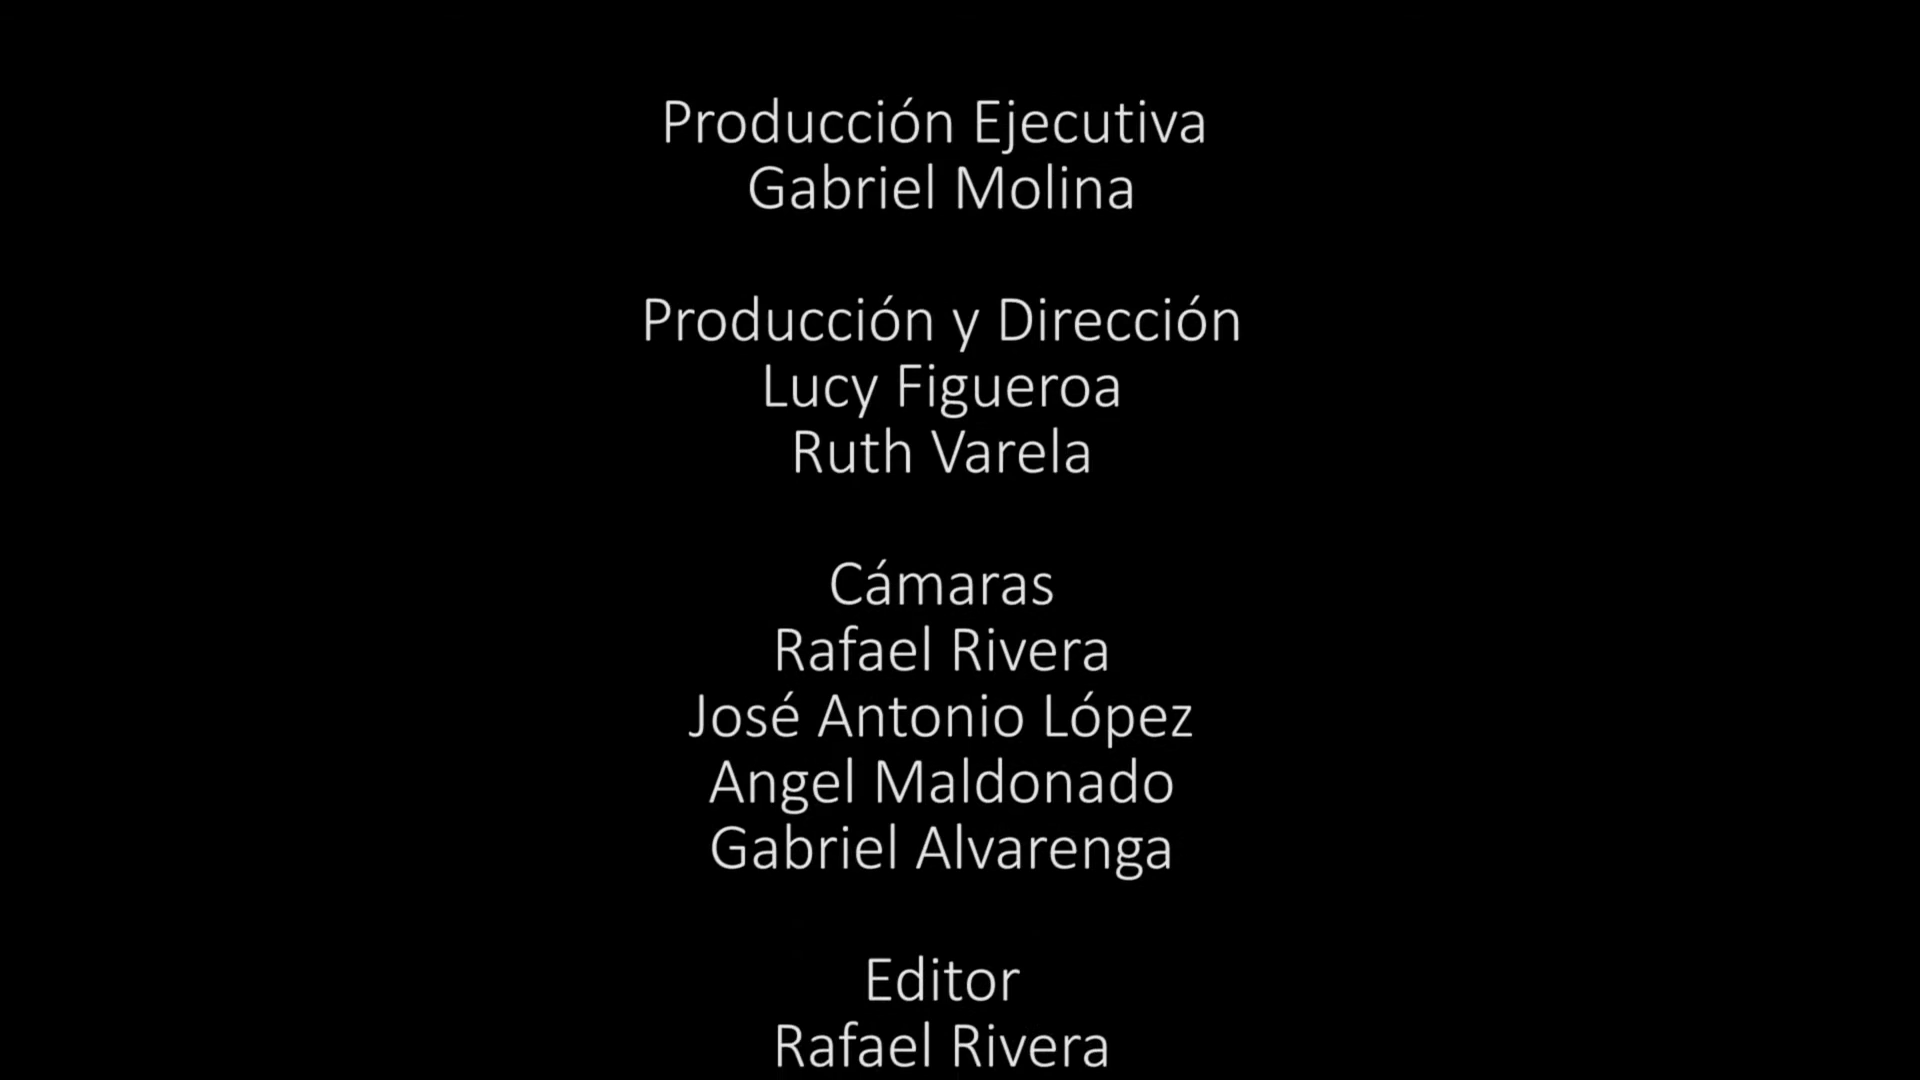 Producción Ejecutiva
Gabriel Molina
Producción y Dirección
Lucy Figueroa
Ruth Varela
Cámaras
Rafael Rivera
José Antonio López
Angel Maldonado
Gabriel Alvarenga
Editor
Rafael Rivera